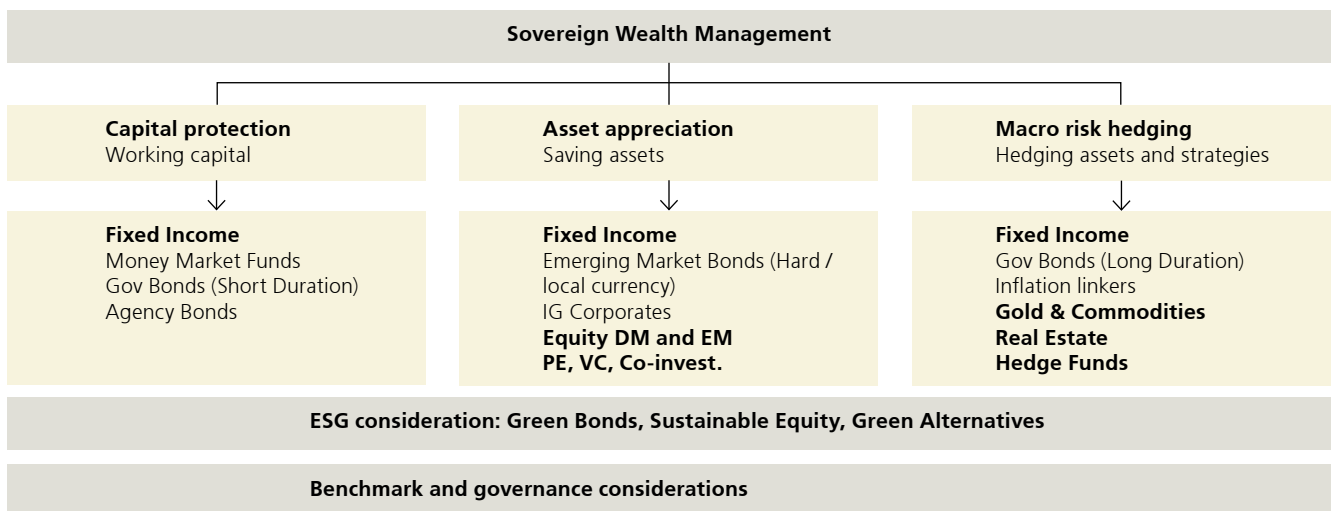 Sovereign Wealth Management
Capital protection
Working capital
Asset appreciation
Saving assets
Macro risk hedging
Hedging assets and strategies
Fixed Income
Money Market Funds
Gov Bonds (Short Duration)
Agency Bonds
Fixed Income
Emerging Market Bonds (Hard /
local currency)
IG Corporates
Equity DM and EM
PE, VC, Co-invest.
Fixed Income
Gov Bonds (Long Duration)
Inflation linkers
Gold & Commodities
Real Estate
Hedge Funds
ESG consideration: Green Bonds, Sustainable Equity, Green Alternatives
Benchmark and governance considerations